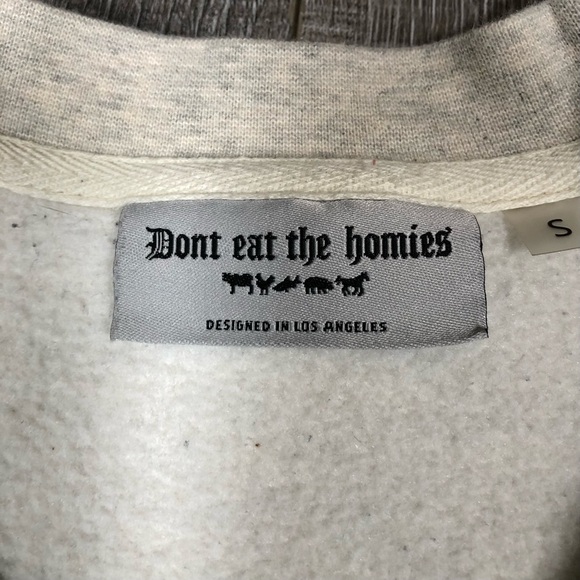 Dont eat the homies
DESIGNED IN LOS ANGELES
S